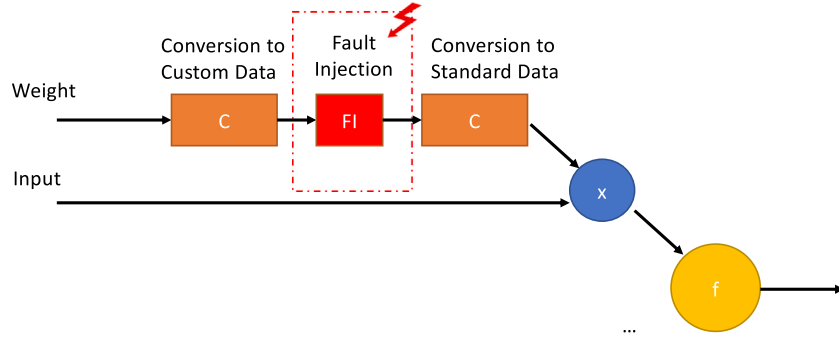 Conversion to
Custom Data
Fault
Injection
Conversion to
Standard Data
Weight
C
FI
C
Input
x
f
...